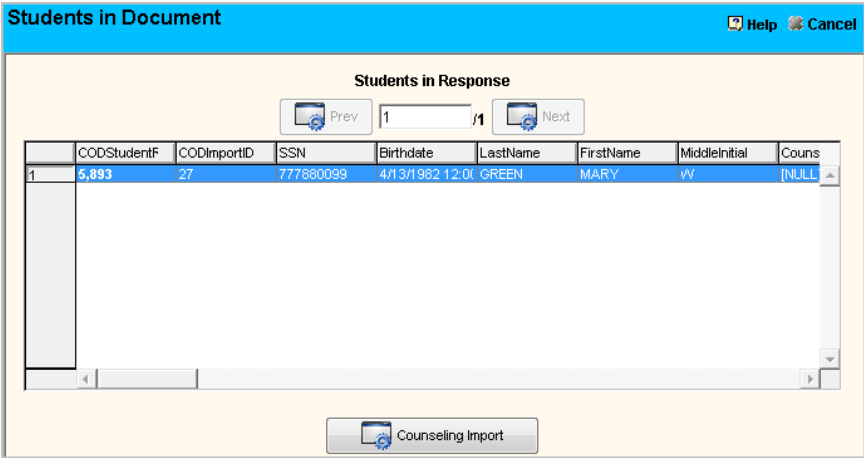 Students in Document
Help Cancel
Students in Response
Prev 1 /1 Next
CODStudentF CODImportID SSN Birthdate LastName FirstName MiddleInitial Couns
1 5,893 27 777880099 4/13/1982 12:0( GREEN MARY W [NULL]
Counseling Import